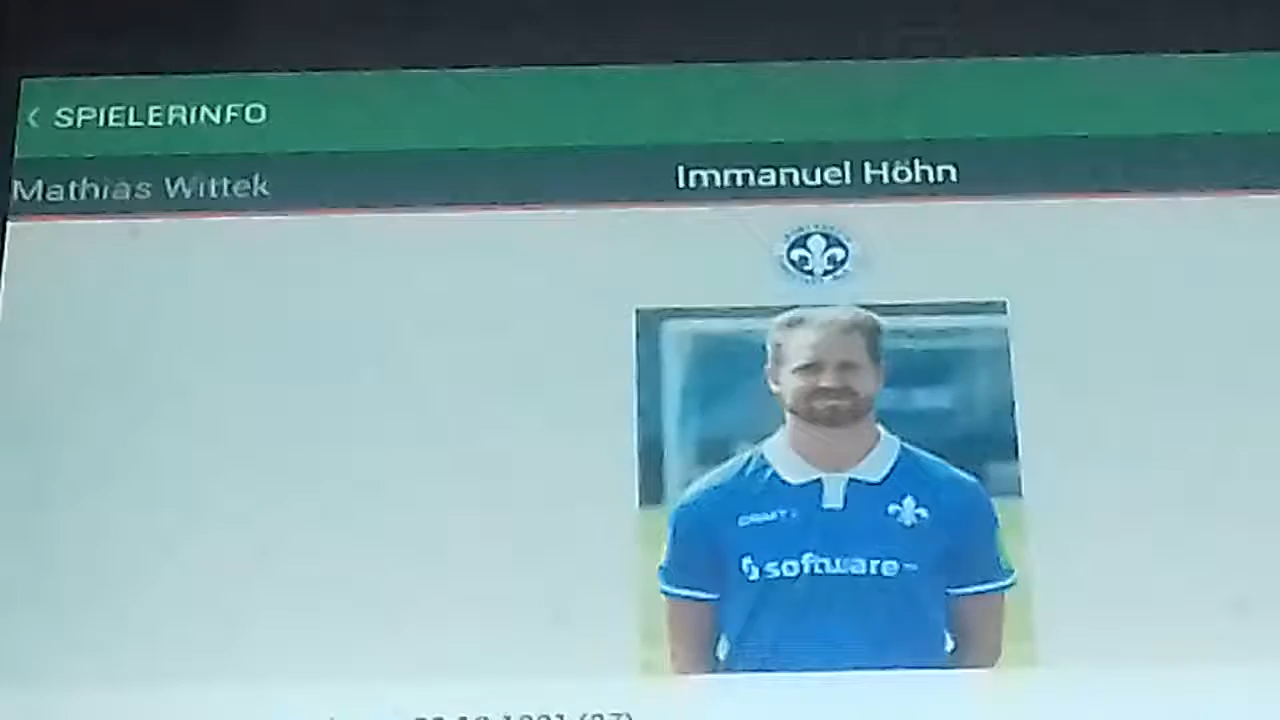 SPIELERINFO
Mathias Wittek
Immanuel Höhn
CRAFT
software